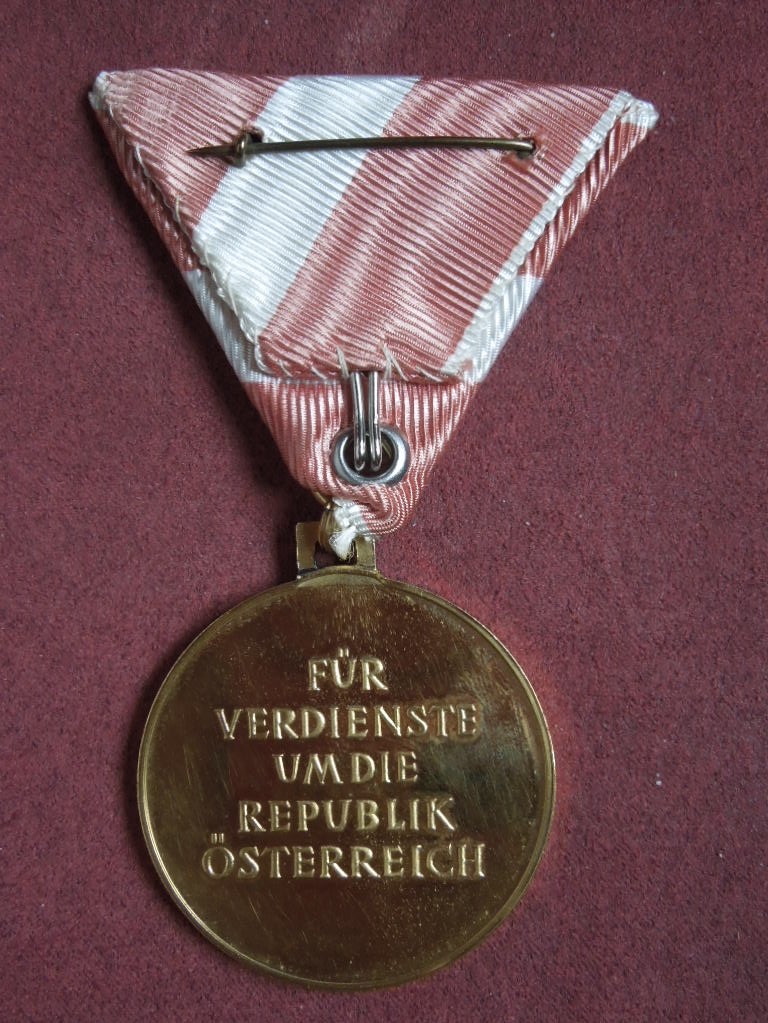 FÜR
VERDIENSTE
UM DIE
REPUBLIK
ÖSTERREICH